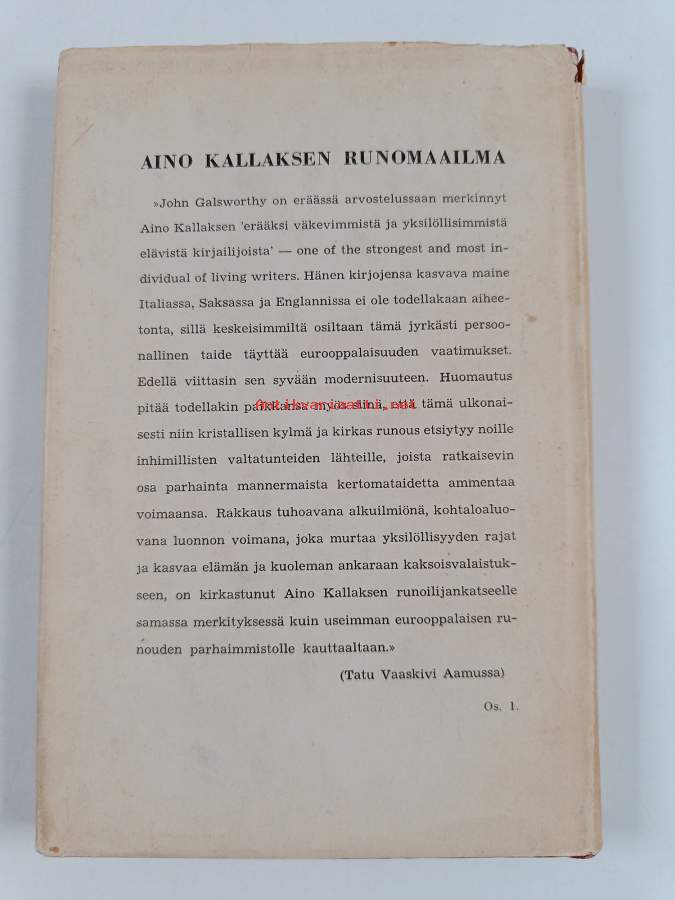 AINO KALLAKSEN RUNOMAAILMA
»John Galsworthy on eräässä arvostelussaan merkinnyt
Aino Kallaksen 'erääksi väkevimmistä ja yksilöllisimmistä
elävistä kirjailijoista' — one of the strongest and most in-
dividual of living writers. Hänen kirjojensa kasvava maine
Italiassa, Saksassa ja Englannissa ei ole todellakaan aihee-
tonta, sillä keskeisimmiltä osiltaan tämä jyrkästi persoo-
nallinen taide täyttää eurooppalaisuuden vaatimukset.
Edellä viittasin sen syvään modernisuuteen. Huomautus
pitää todellakin paikkansa myös siinä, että tämä ulkonai-
sesti niin kristallisen kylmä ja kirkas runous etsiytyy noille
inhimillisten valtatunteiden lähteille, joista ratkaisevin
osa parhainta mannermaista kertomataidetta ammentaa
voimaansa. Rakkaus tuhoavana alkuilmiönä, kohtaloaluo-
vana luonnon voimana, joka murtaa yksilöllisyyden rajat
ja kasvaa elämän ja kuoleman ankaraan kaksoisvalaistuk-
seen, on kirkastunut Aino Kallaksen runoilijankatseelle
samassa merkityksessä kuin useimman eurooppalaisen ru-
nouden parhaimmistolle kauttaaltaan.»
(Tatu Vaaskivi Aamussa)
Os. 1.